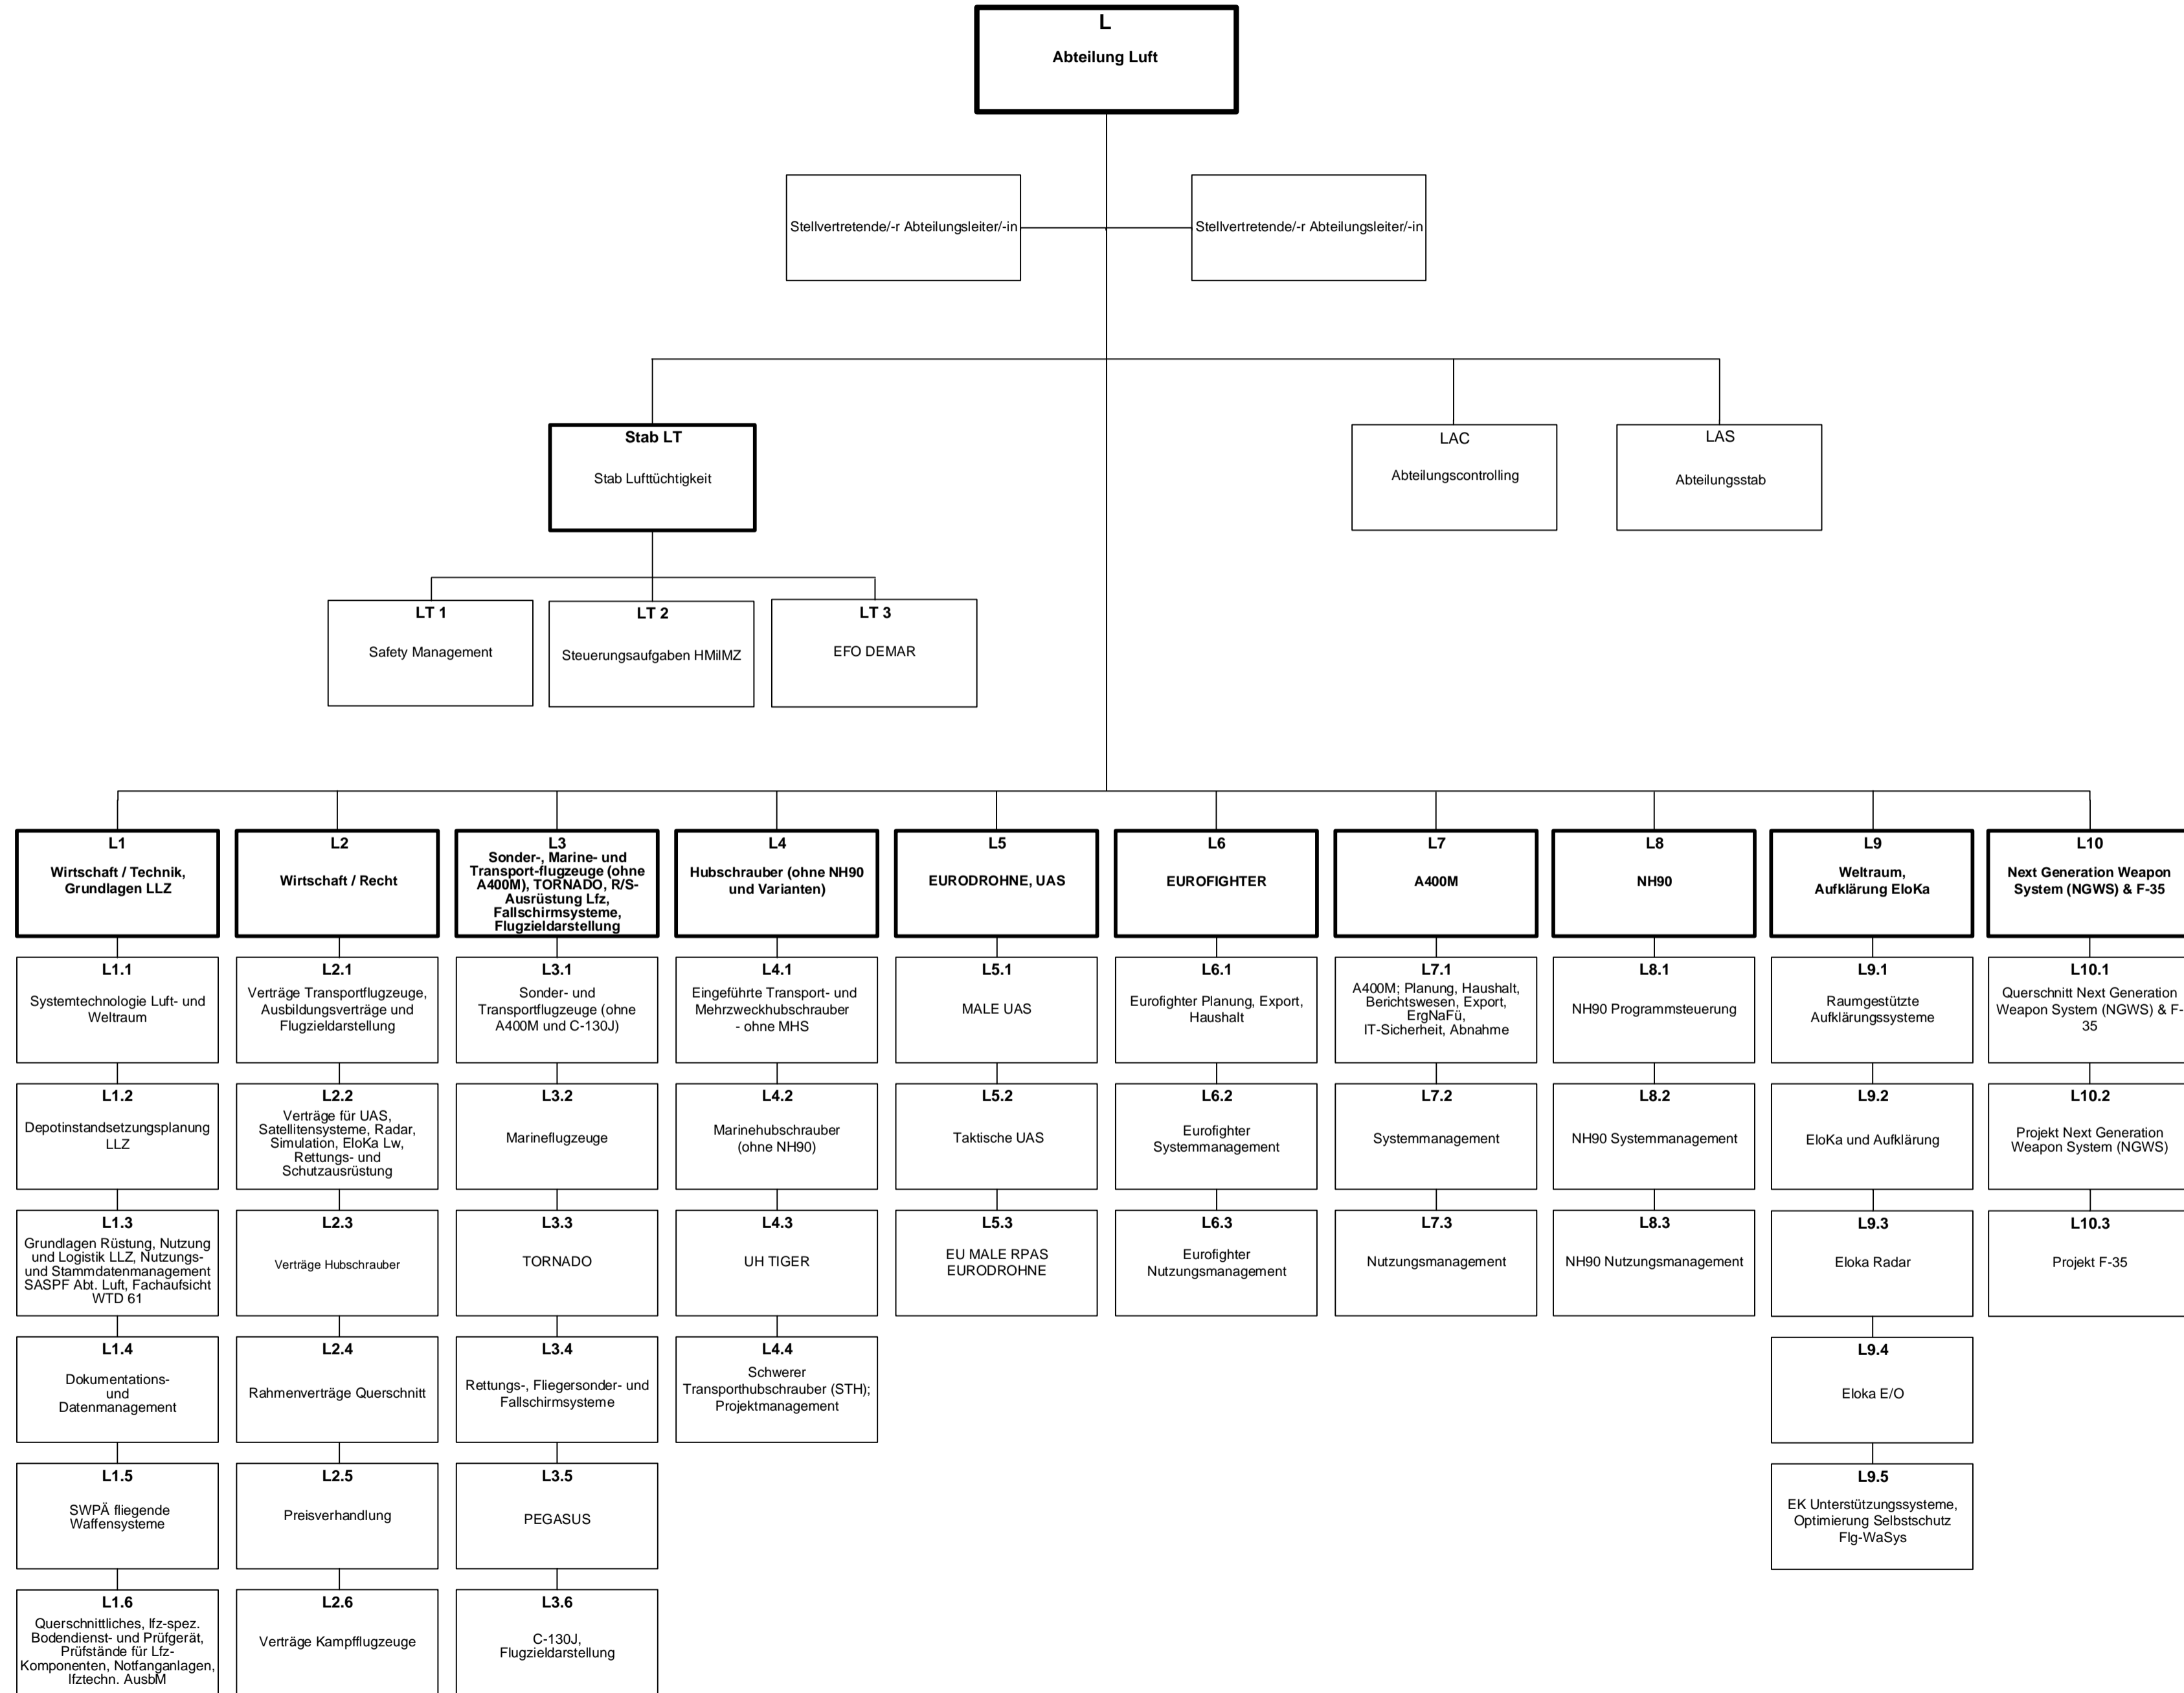 L
Abteilung Luft
Stellvertretende/-r Abteilungsleiter/-in
Stellvertretende/-r Abteilungsleiter/-in
Stab LT
Stab Lufttüchtigkeit
LAC
Abteilungscontrolling
LAS
Abteilungsstab
LT 1
Safety Management
LT 2
Steuerungsaufgaben HMilMZ
LT 3
EFO DEMAR
L1
Wirtschaft / Technik,
Grundlagen LLZ
L2
Wirtschaft / Recht
L3
Sonder-, Marine- und
Transport-flugzeuge (ohne
A400M), TORNADO, R/S-
Ausrüstung Lfz,
Fallschirmsysteme,
Flugzieldarstellung
L4
Hubschrauber (ohne NH90
und Varianten)
L5
EURODROHNE, UAS
L6
EUROFIGHTER
L7
A400M
L8
NH90
L9
Weltraum,
Aufklärung EloKa
L10
Next Generation Weapon
System (NGWS) & F-35
L1.1
Systemtechnologie Luft- und
Weltraum
L2.1
Verträge Transportflugzeuge,
Ausbildungsverträge und
Flugzieldarstellung
L3.1
Sonder- und
Transportflugzeuge (ohne
A400M und C-130J)
L4.1
Eingeführte Transport- und
Mehrzweckhubschrauber
- ohne MHS
L5.1
MALE UAS
L6.1
Eurofighter Planung, Export,
Haushalt
L7.1
A400M; Planung, Haushalt,
Berichtswesen, Export,
ErgNaFü,
IT-Sicherheit, Abnahme
L8.1
NH90 Programmsteuerung
L9.1
Raumgestützte
Aufklärungssysteme
L10.1
Querschnitt Next Generation
Weapon System (NGWS) & F-
35
L1.2
Depotinstandsetzungsplanung
LLZ
L2.2
Verträge für UAS,
Satellitensysteme, Radar,
Simulation, EloKa Lw,
Rettungs- und
Schutzausrüstung
L3.2
Marineflugzeuge
L4.2
Marinehubschrauber
(ohne NH90)
L5.2
Taktische UAS
L6.2
Eurofighter
Systemmanagement
L7.2
Systemmanagement
L8.2
NH90 Systemmanagement
L9.2
EloKa und Aufklärung
L10.2
Projekt Next Generation
Weapon System (NGWS)
L1.3
Grundlagen Rüstung, Nutzung
und Logistik LLZ, Nutzungs-
und Stammdatenmanagement
SASPF Abt. Luft, Fachaufsicht
WTD 61
L2.3
Verträge Hubschrauber
L3.3
TORNADO
L4.3
UH TIGER
L5.3
EU MALE RPAS
EURODROHNE
L6.3
Eurofighter
Nutzungsmanagement
L7.3
Nutzungsmanagement
L8.3
NH90 Nutzungsmanagement
L9.3
Eloka Radar
L10.3
Projekt F-35
L1.4
Dokumentations-
und
Datenmanagement
L2.4
Rahmenverträge Querschnitt
L3.4
Rettungs-, Fliegersonder- und
Fallschirmsysteme
L4.4
Schwerer
Transporthubschrauber (STH);
Projektmanagement
L9.4
Eloka E/O
L1.5
SWPÄ fliegende
Waffensysteme
L2.5
Preisverhandlung
L3.5
PEGASUS
L9.5
EK Unterstützungssysteme,
Optimierung Selbstschutz
Flg-WaSys
L1.6
Querschnittliches, lfz-spez.
Bodendienst- und Prüfgerät,
Prüfstände für Lfz-
Komponenten, Notfanganlagen,
lfztechn. AusbM
L2.6
Verträge Kampfflugzeuge
L3.6
C-130J,
Flugzieldarstellung